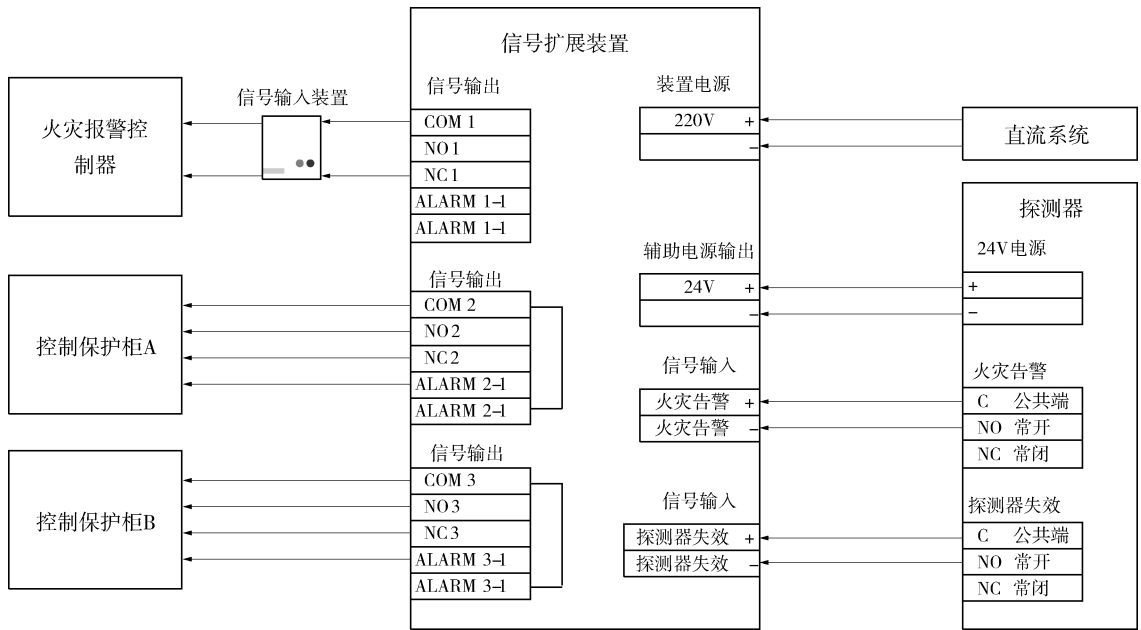 信号扩展装置
信号输入装置
火灾报警控
制器
信号输出
COM 1
NO 1
NC 1
ALARM 1-1
ALARM 1-1
控制保护柜A
信号输出
COM 2
NO 2
NC 2
ALARM 2-1
ALARM 2-1
控制保护柜B
信号输出
COM 3
NO 3
NC 3
ALARM 3-1
ALARM 3-1
装置电源
220V +
−
辅助电源输出
24V +
−
信号输入
火灾告警 +
火灾告警 −
信号输入
探测器失效 +
探测器失效 −
直流系统
探测器
24V电源
+
−
火灾告警
C 公共端
NO 常开
NC 常闭
探测器失效
C 公共端
NO 常开
NC 常闭